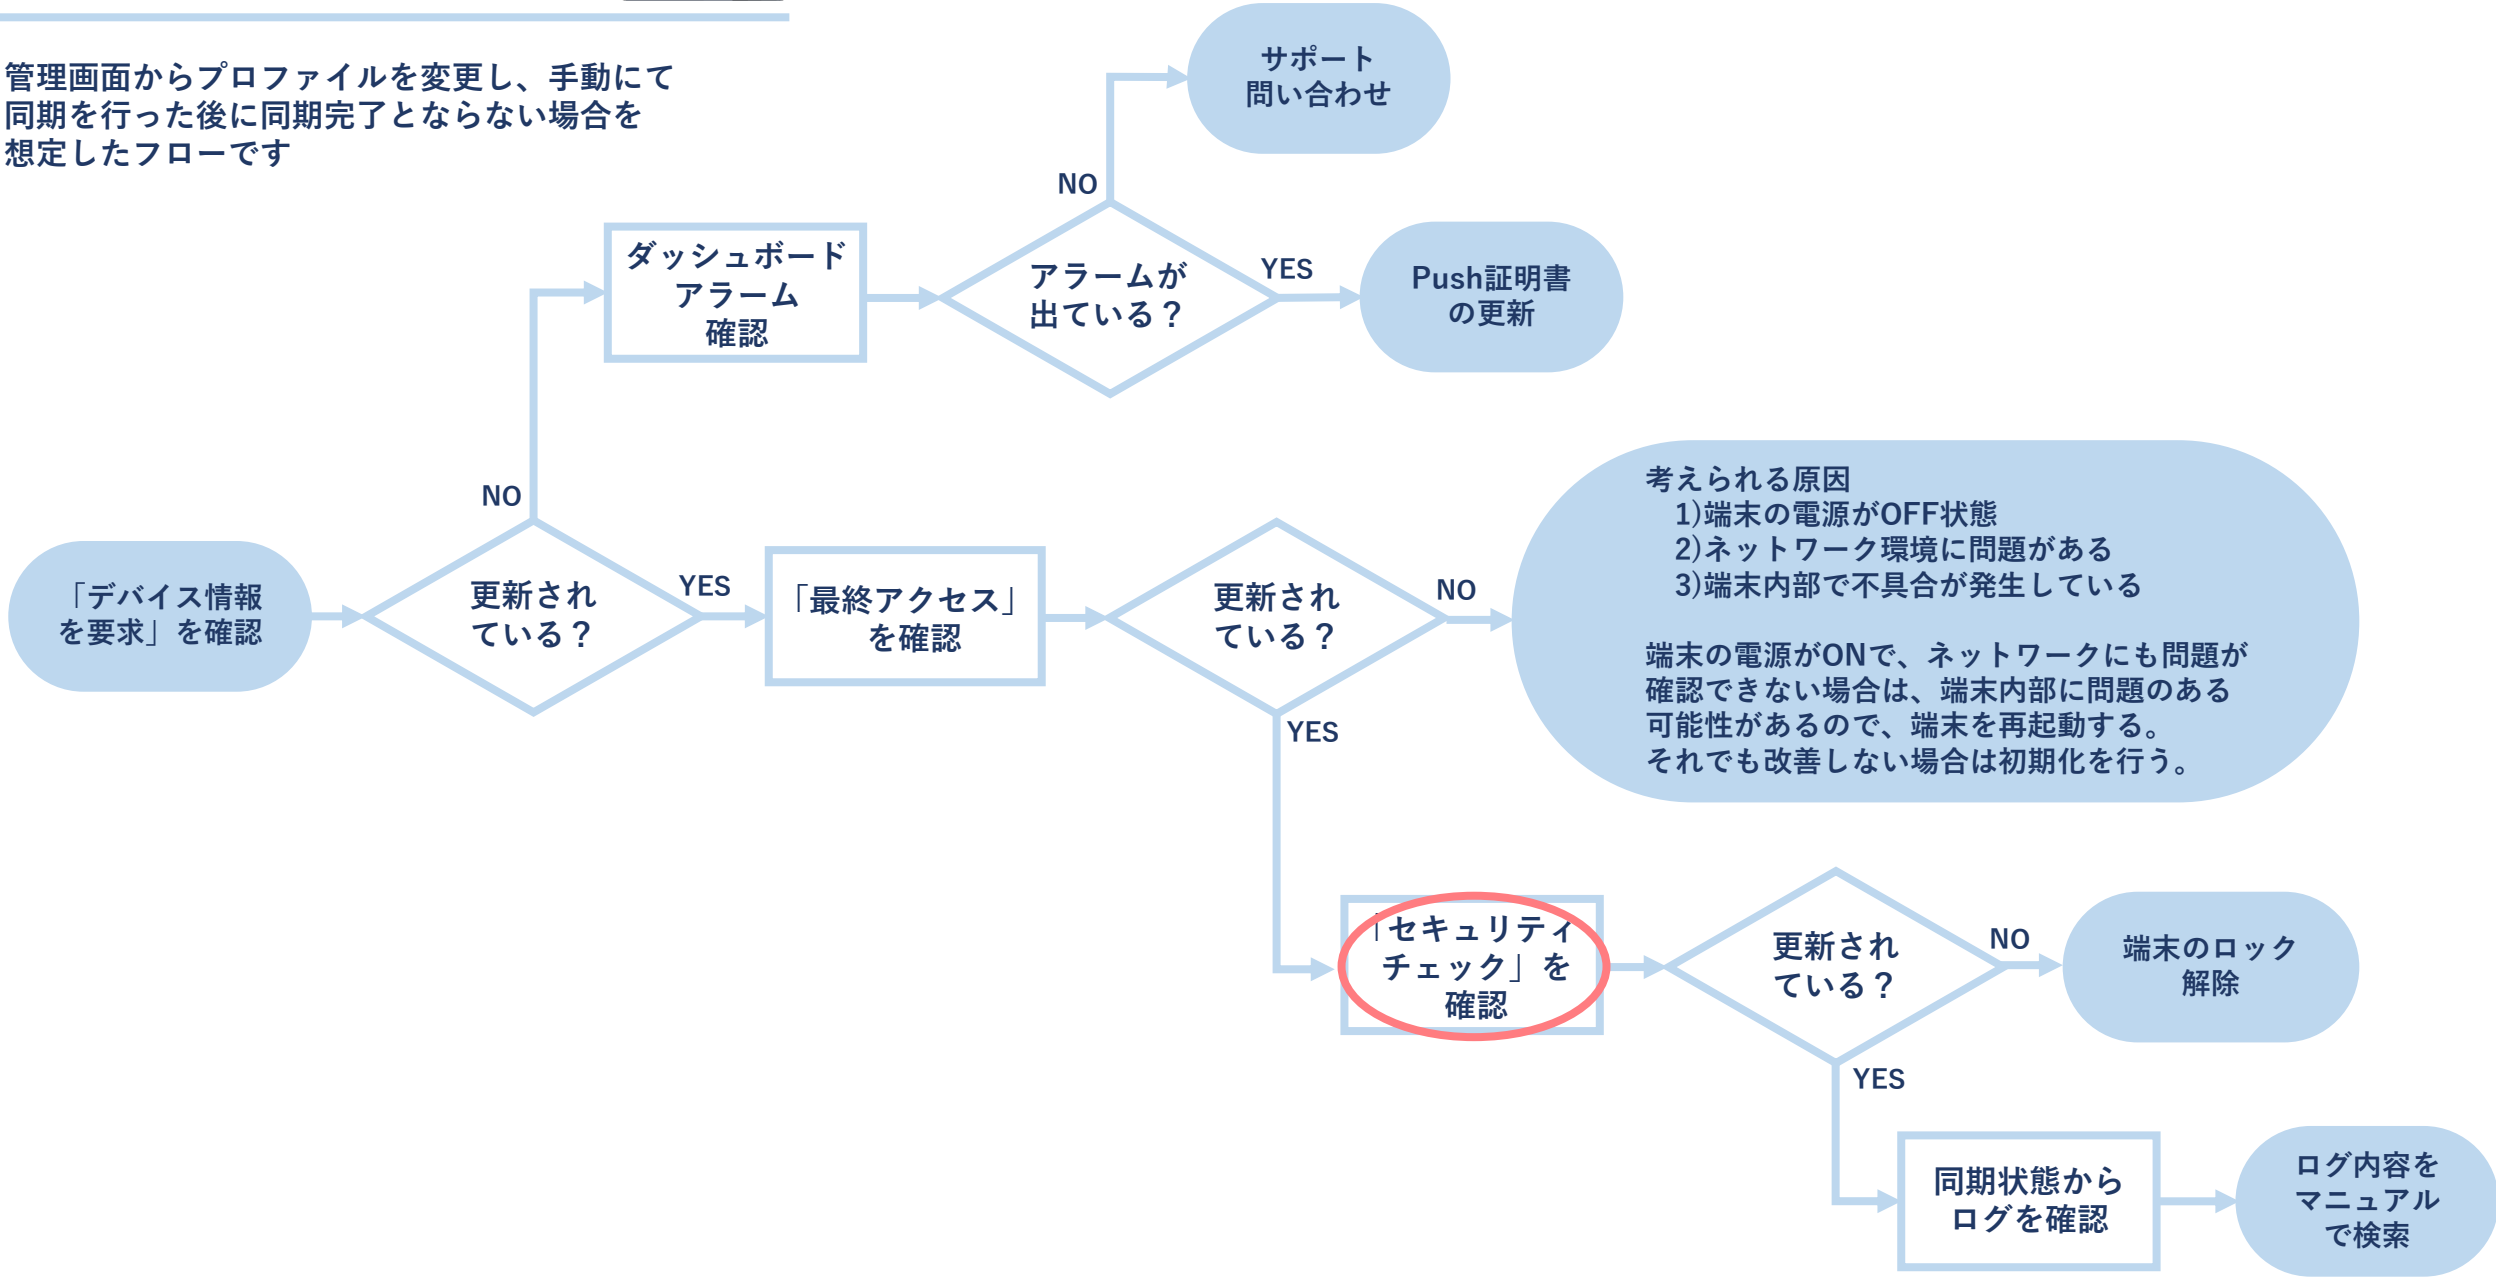 管理画面からプロファイルを変更し、手動にて
同期を行った後に同期完了とならない場合を
想定したフローです
サポート
問い合わせ
NO
ダッシュボード
アラーム
確認
アラームが
出ている？
YES
Push証明書
の更新
NO
「デバイス情報
を要求」を確認
更新され
ている？
YES
「最終アクセス」
を確認
更新され
ている？
NO
考えられる原因
1)端末の電源がOFF状態
2)ネットワーク環境に問題がある
3)端末内部で不具合が発生している
端末の電源がONで、ネットワークにも問題が
確認できない場合は、端末内部に問題のある
可能性があるので、端末を再起動する。
それでも改善しない場合は初期化を行う。
YES
「セキュリティ
チェック」を
確認
更新され
ている？
NO
端末のロック
解除
YES
同期状態から
ログを確認
ログ内容を
マニュアル
で検索